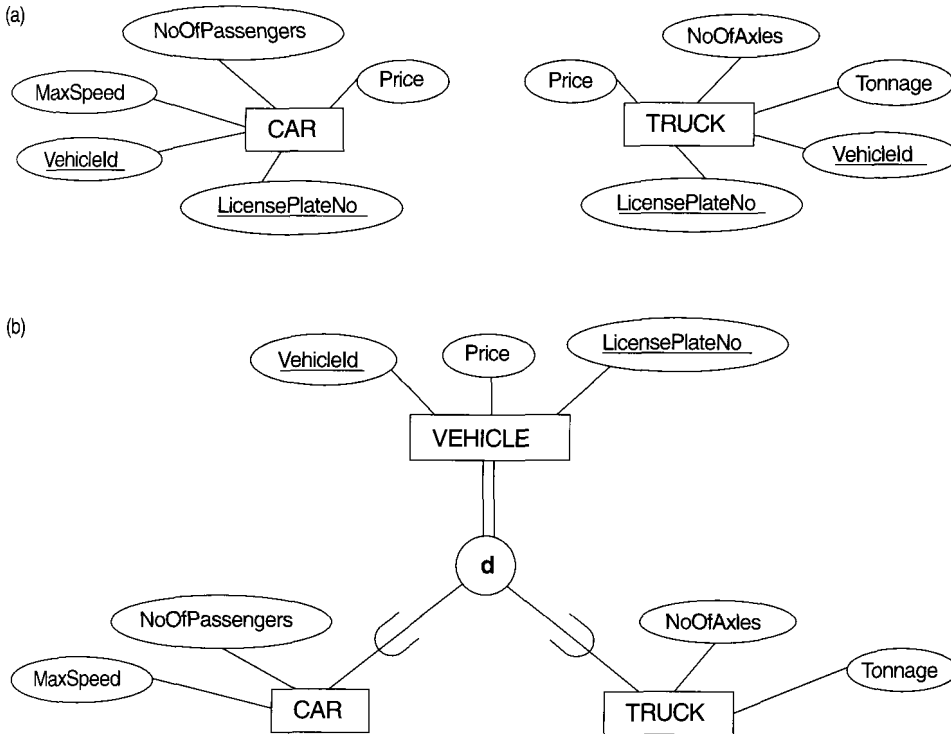 (a)
NoOfPassengers
NoOfAxles
Price
Price
MaxSpeed
Tonnage
CAR
TRUCK
VehicleId
VehicleId
LicensePlateNo
LicensePlateNo
(b)
VehicleId
Price
LicensePlateNo
VEHICLE
d
NoOfPassengers
NoOfAxles
MaxSpeed
Tonnage
CAR
TRUCK